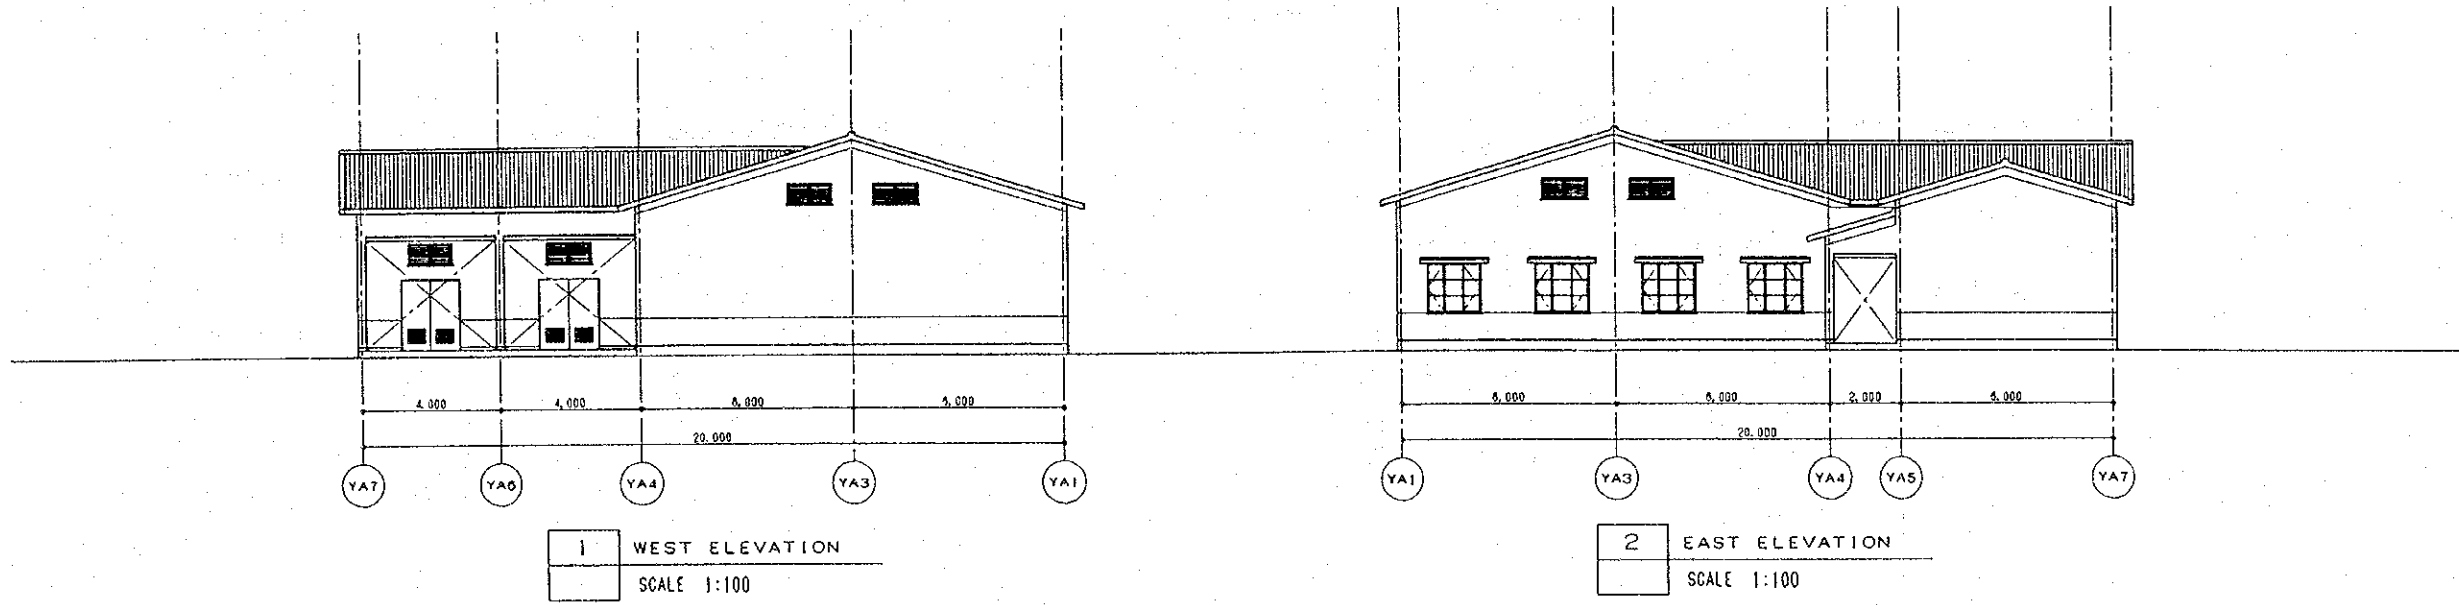 4,000 4,000 6,000 6,000
20,000
YA7 YA6 YA4 YA3 YA1
1 WEST ELEVATION
SCALE 1:100
6,000 6,000 2,000 6,000
20,000
YA1 YA3 YA4 YA5 YA7
2 EAST ELEVATION
SCALE 1:100